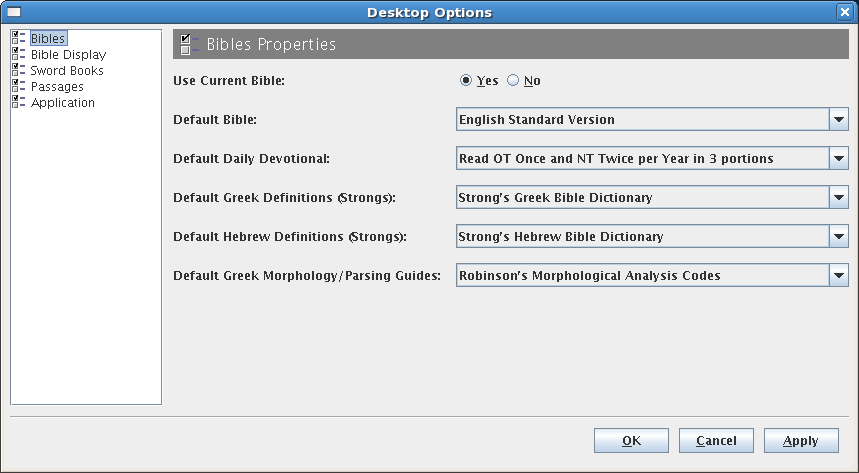 Desktop Options
Bibles
Bible Display
Sword Books
Passages
Application
Bibles Properties
Use Current Bible: Yes No
Default Bible: English Standard Version
Default Daily Devotional: Read OT Once and NT Twice per Year in 3 portions
Default Greek Definitions (Strongs): Strong's Greek Bible Dictionary
Default Hebrew Definitions (Strongs): Strong's Hebrew Bible Dictionary
Default Greek Morphology/Parsing Guides: Robinson's Morphological Analysis Codes
OK Cancel Apply